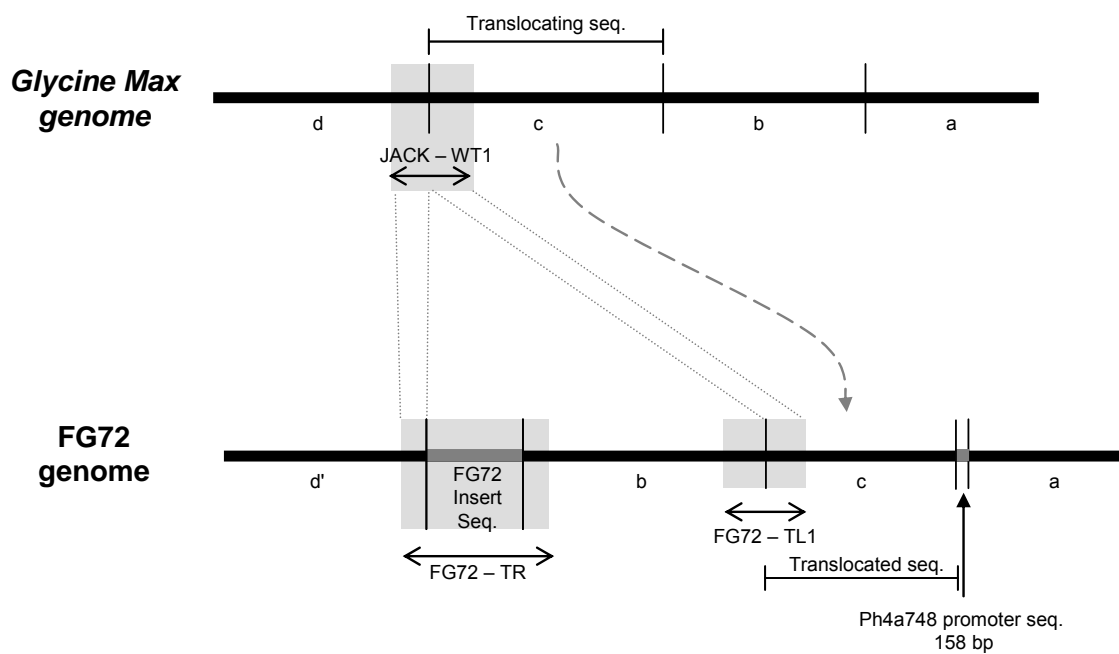 Translocating seq.
Glycine Max
genome
d
c
b
a
JACK – WT1
FG72
genome
d'
FG72
Insert
Seq.
b
c
a
FG72 – TR
FG72 – TL1
Translocated seq.
Ph4a748 promoter seq.
158 bp